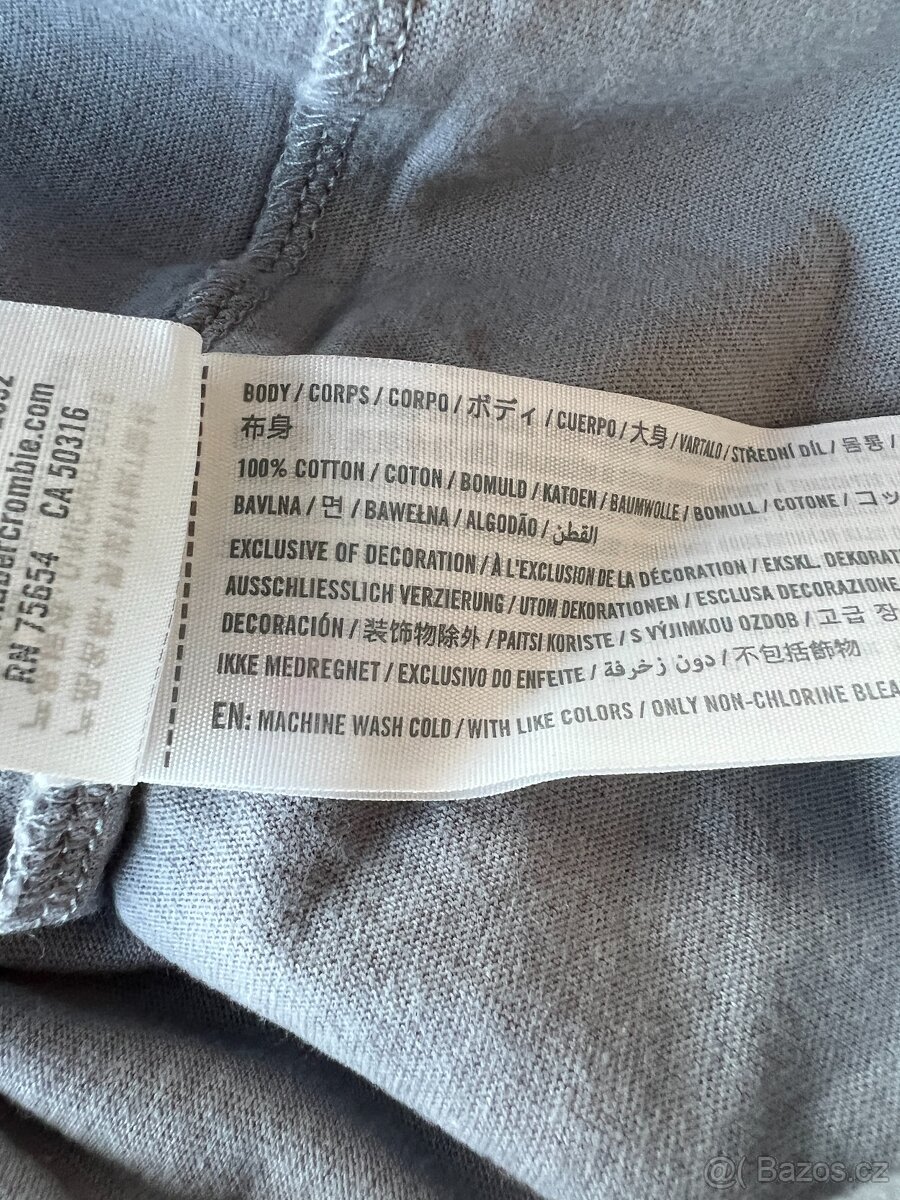 abercrombie.com
RN 75654 CA 50316
BODY / CORPS / CORPO / ボディ / CUERPO / 大身 / VARTALO / STŘEDNÍ DÍL / 몸통 /
布身
100% COTTON / COTON / BOMULD / KATOEN / BAUMWOLLE / BOMULL / COTONE / コッ
BAVLNA / 면 / BAWEŁNA / ALGODÃO / القطن
EXCLUSIVE OF DECORATION / À L'EXCLUSION DE LA DÉCORATION / EKSKL. DEKORAT
AUSSCHLIESSLICH VERZIERUNG / UTOM DEKORATIONEN / ESCLUSA DECORAZIONE
DECORACIÓN / 装饰物除外 / PAITSI KORISTE / S VÝJIMKOU OZDOB / 고급 장
IKKE MEDREGNET / EXCLUSIVO DO ENFEITE / دون زخرفة / 不包括飾物
EN: MACHINE WASH COLD / WITH LIKE COLORS / ONLY NON-CHLORINE BLEA
@( Bazos.cz